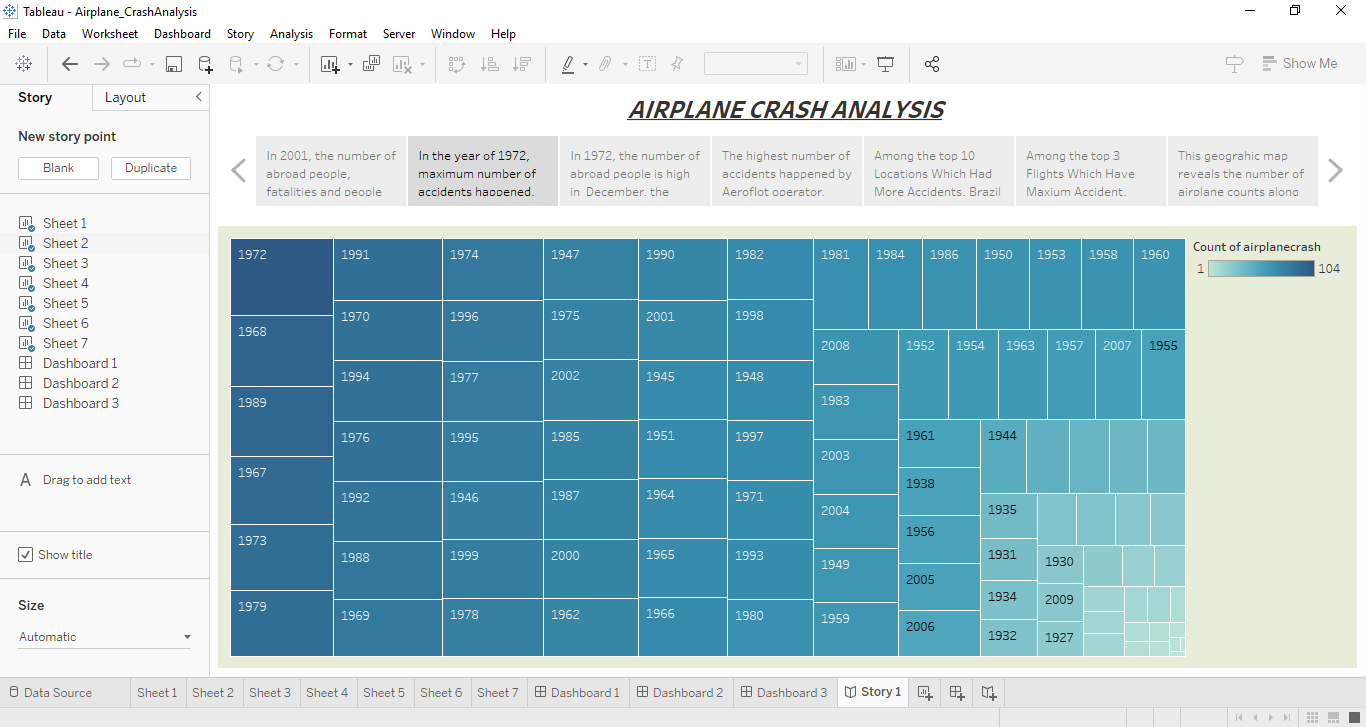 Tableau - Airplane_CrashAnalysis
File Data Worksheet Dashboard Story Analysis Format Server Window Help
Show Me
Story Layout
New story point
Blank Duplicate
Sheet 1
Sheet 2
Sheet 3
Sheet 4
Sheet 5
Sheet 6
Sheet 7
Dashboard 1
Dashboard 2
Dashboard 3
A Drag to add text
Show title
Size
Automatic
AIRPLANE CRASH ANALYSIS
In 2001, the number of
abroad people,
fatalities and people
In the year of 1972,
maximum number of
accidents happened.
In 1972, the number of
abroad people is high
in December, the
The highest number of
accidents happened by
Aeroflot operator.
Among the top 10
Locations Which Had
More Accidents, Brazil
Among the top 3
Flights Which Have
Maxium Accident.
This geograhic map
reveals the number of
airplane counts along
1972
1968
1989
1967
1973
1979
1991
1970
1994
1976
1992
1988
1969
1974
1996
1977
1995
1946
1999
1978
1947
1975
2002
1985
1987
2000
1962
1990
2001
1945
1951
1964
1965
1966
1982
1998
1948
1997
1971
1993
1980
1981 1984 1986 1950 1953 1958 1960
2008
1983
2003
2004
1949
1959
1952 1954 1963 1957 2007 1955
1961
1938
1956
2005
2006
1944
1935
1931
1934
1932
1930
2009
1927
Count of airplanecrash
1 104
Data Source Sheet 1 Sheet 2 Sheet 3 Sheet 4 Sheet 5 Sheet 6 Sheet 7 Dashboard 1 Dashboard 2 Dashboard 3 Story 1